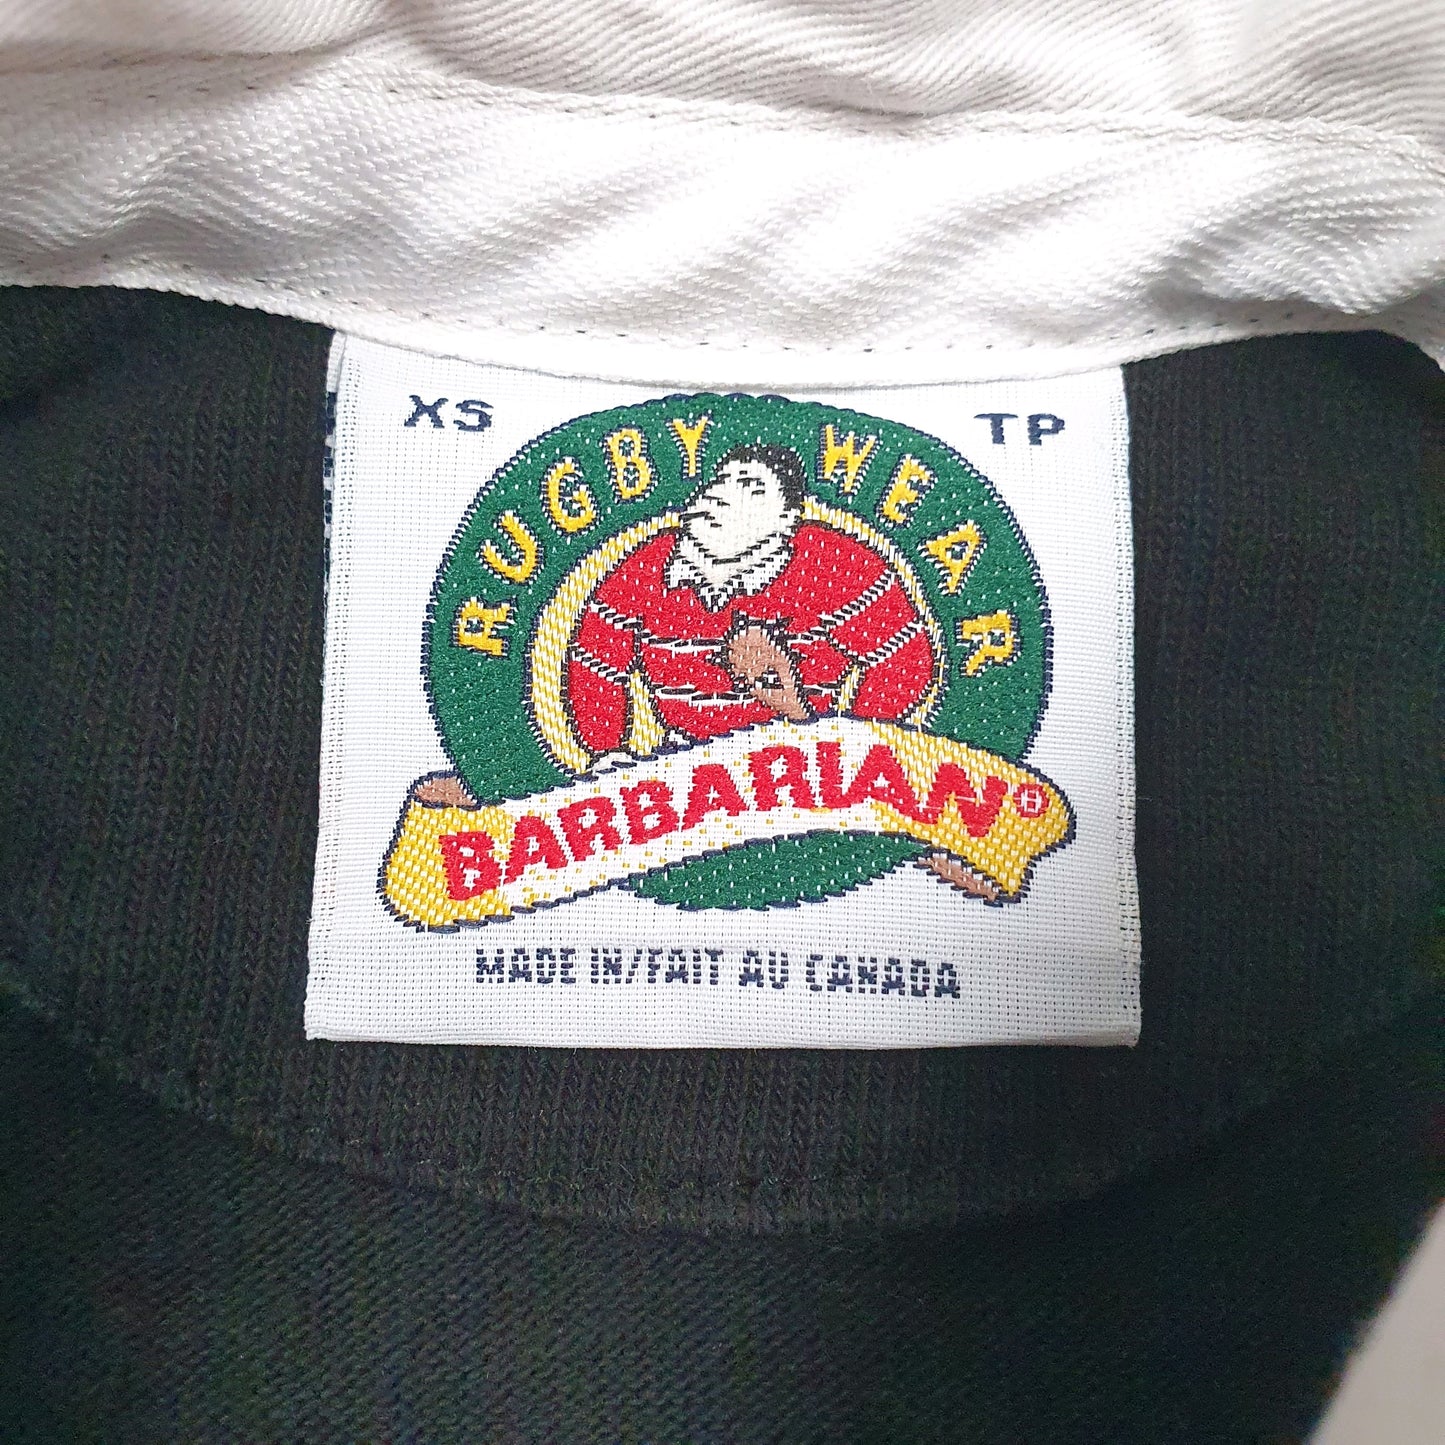 XS
TP
RUGBY WEAR
BARBARIAN®
MADE IN/FAIT AU CANADA